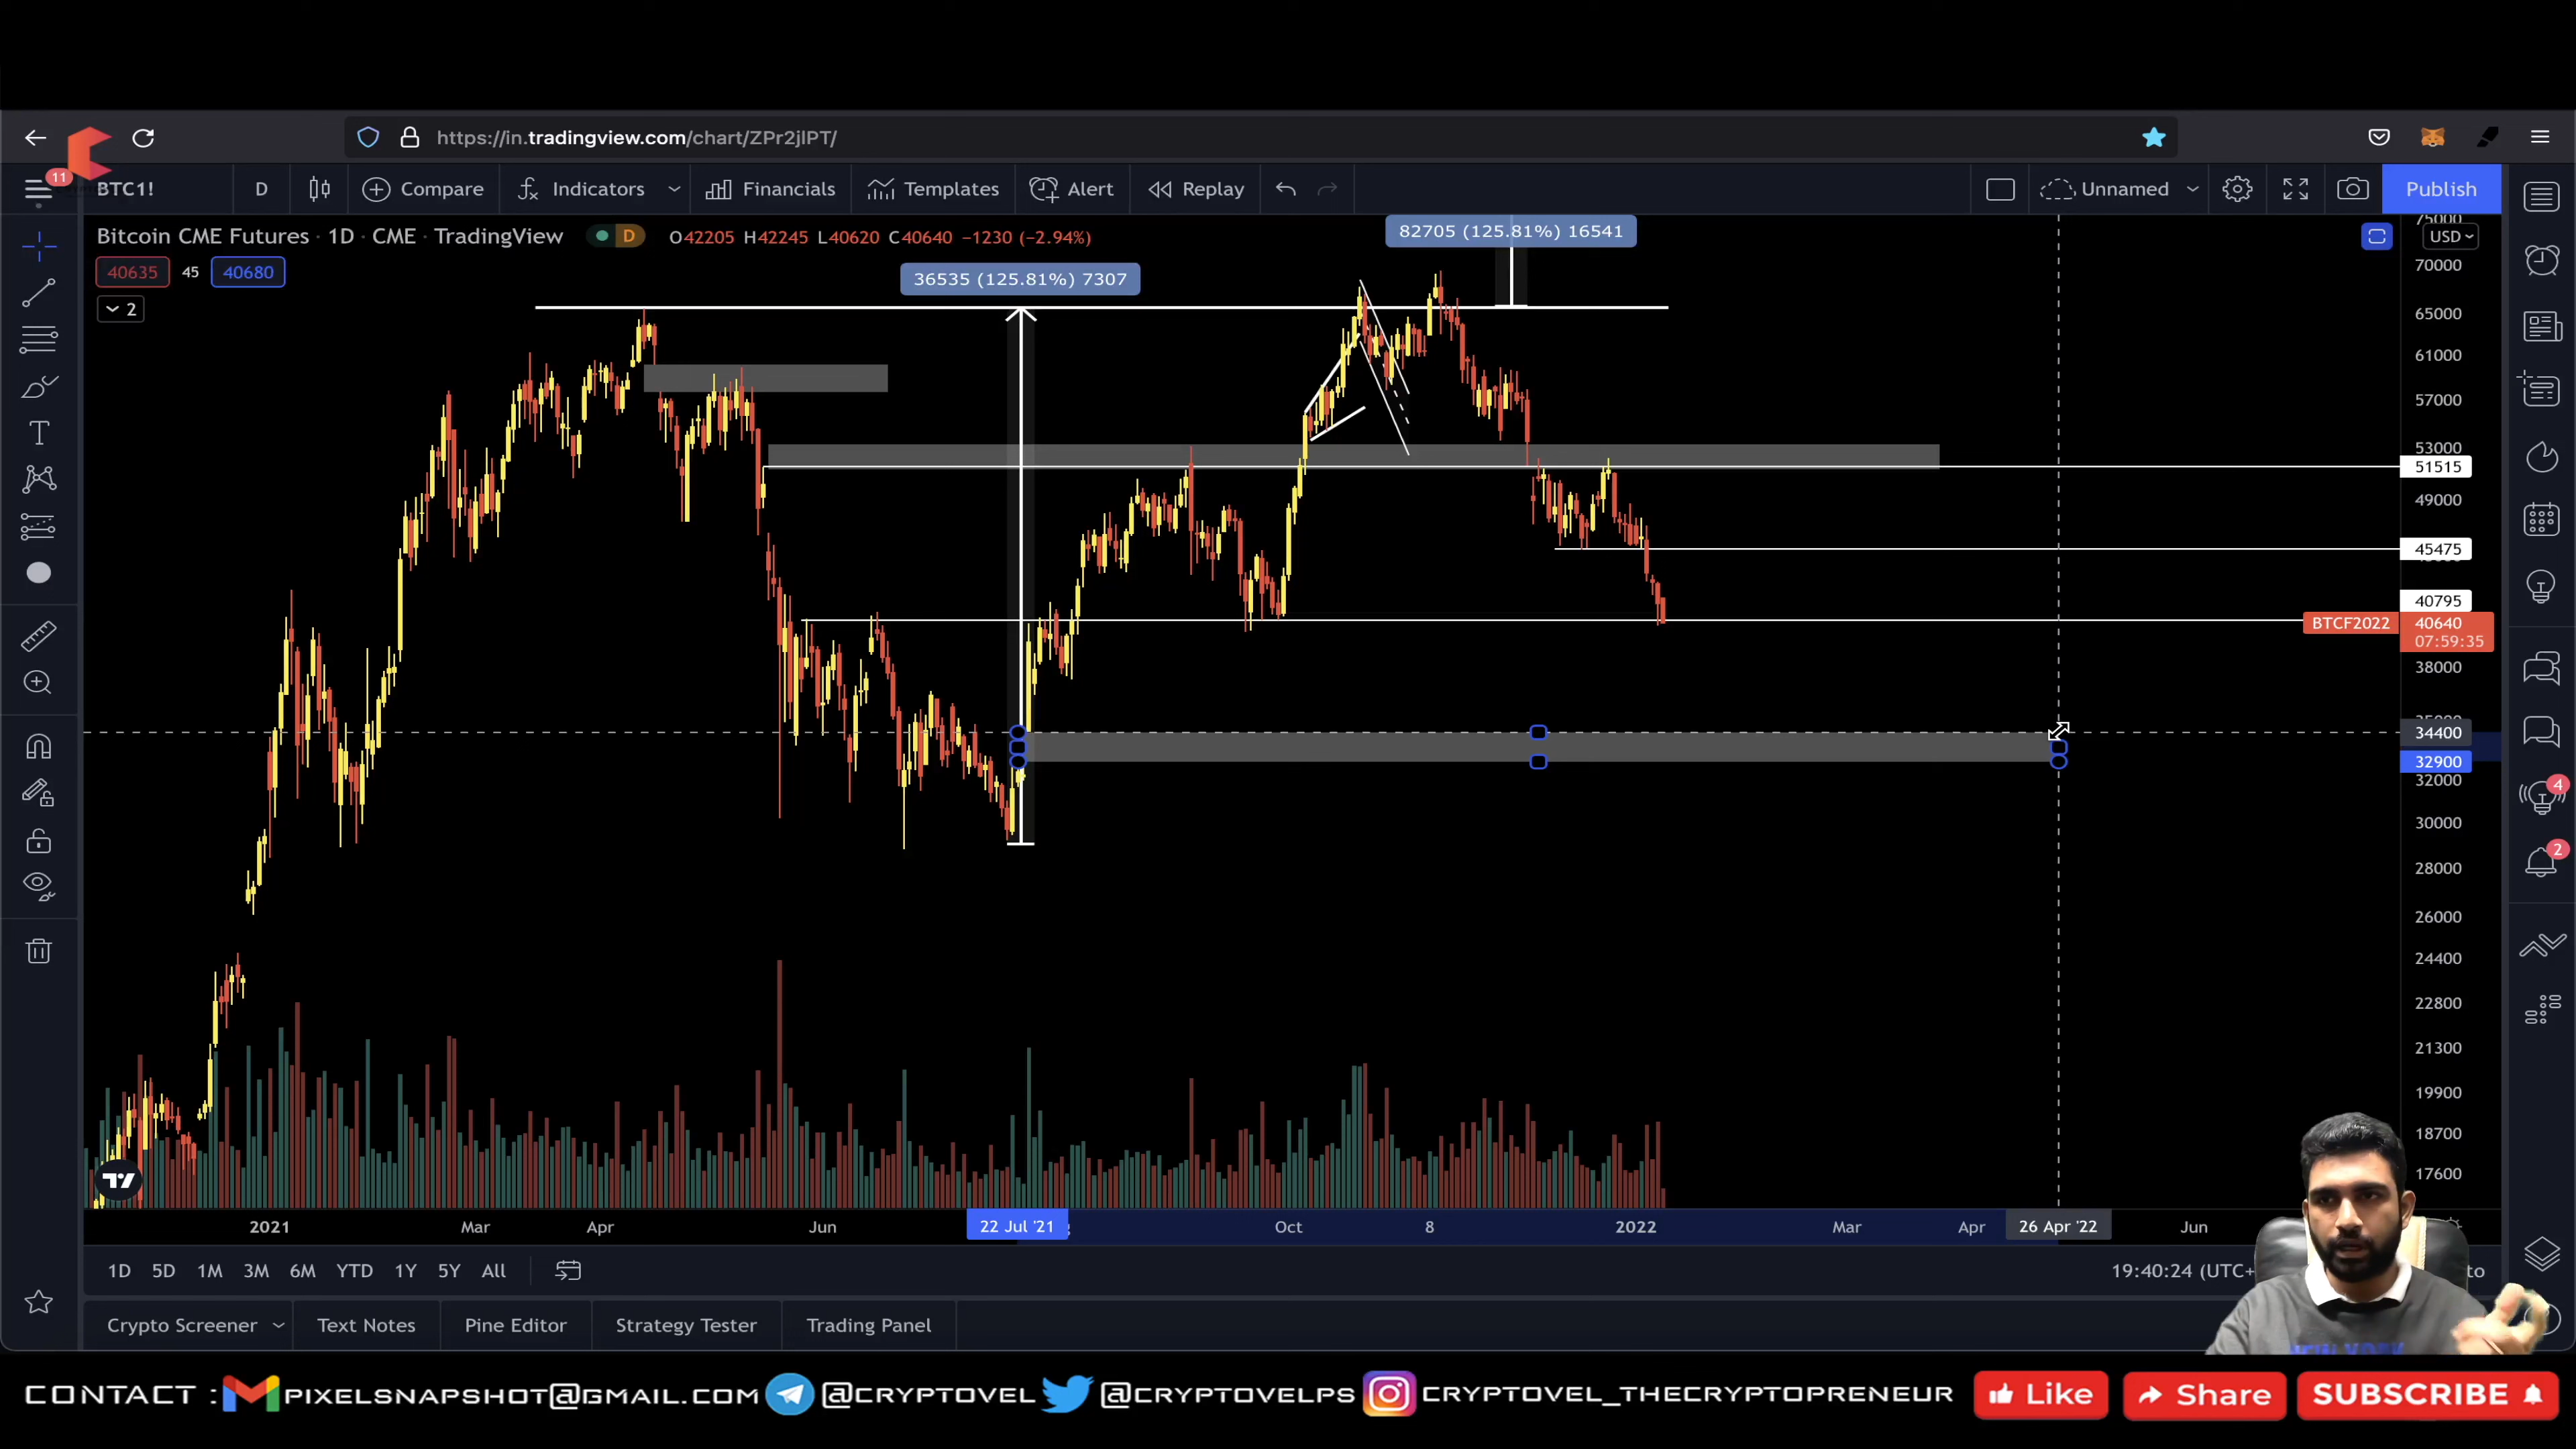 https://in.tradingview.com/chart/ZPr2jlPT/
11
BTC1! D Compare Indicators Financials Templates Alert Replay Unnamed Publish
Bitcoin CME Futures · 1D · CME · TradingView D O42205 H42245 L40620 C40640 −1230 (−2.94%)
40635 45 40680
2
82705 (125.81%) 16541
36535 (125.81%) 7307
75000
USD
70000
65000
61000
57000
53000
51515
49000
45475
40795
BTCF2022 40640
07:59:35
38000
34400
32900
32000
30000
28000
26000
24400
22800
21300
19900
18700
17600
4
2
2021 Mar Apr Jun 22 Jul '21 Oct 8 2022 Mar Apr 26 Apr '22 Jun
1D 5D 1M 3M 6M YTD 1Y 5Y All 19:40:24 (UTC+
Crypto Screener Text Notes Pine Editor Strategy Tester Trading Panel
CONTACT : PIXELSNAPSHOT@GMAIL.COM @CRYPTOVEL @CRYPTOVELPS CRYPTOVEL_THECRYPTOPRENEUR Like Share SUBSCRIBE